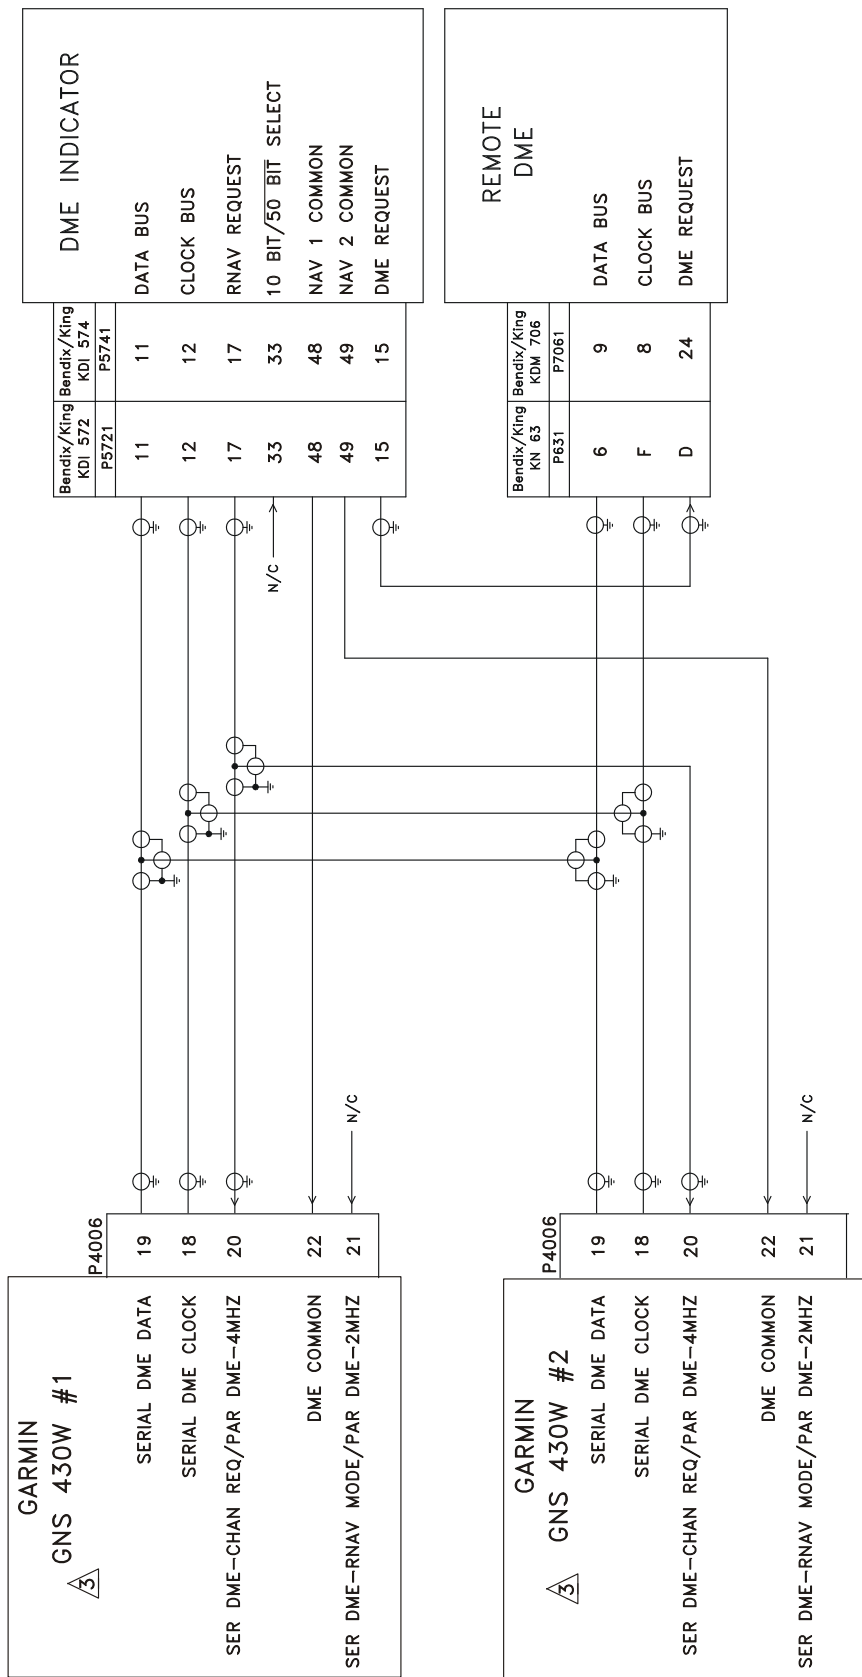 GARMIN
GNS 430W #1
3
P4006
SERIAL DME DATA 19
SERIAL DME CLOCK 18
SER DME-CHAN REQ/PAR DME-4MHZ 20
DME COMMON 22
SER DME-RNAV MODE/PAR DME-2MHZ 21
N/C
N/C
DME INDICATOR
Bendix/King
KDI 572
P5721
Bendix/King
KDI 574
P5741
11 11 DATA BUS
12 12 CLOCK BUS
17 17 RNAV REQUEST
33 33 10 BIT/50 BIT SELECT
48 48 NAV 1 COMMON
49 49 NAV 2 COMMON
15 15 DME REQUEST
GARMIN
GNS 430W #2
3
P4006
SERIAL DME DATA 19
SERIAL DME CLOCK 18
SER DME-CHAN REQ/PAR DME-4MHZ 20
DME COMMON 22
SER DME-RNAV MODE/PAR DME-2MHZ 21
N/C
REMOTE
DME
Bendix/King
KN 63
P631
Bendix/King
KDM 706
P7061
6 9 DATA BUS
F 8 CLOCK BUS
D 24 DME REQUEST